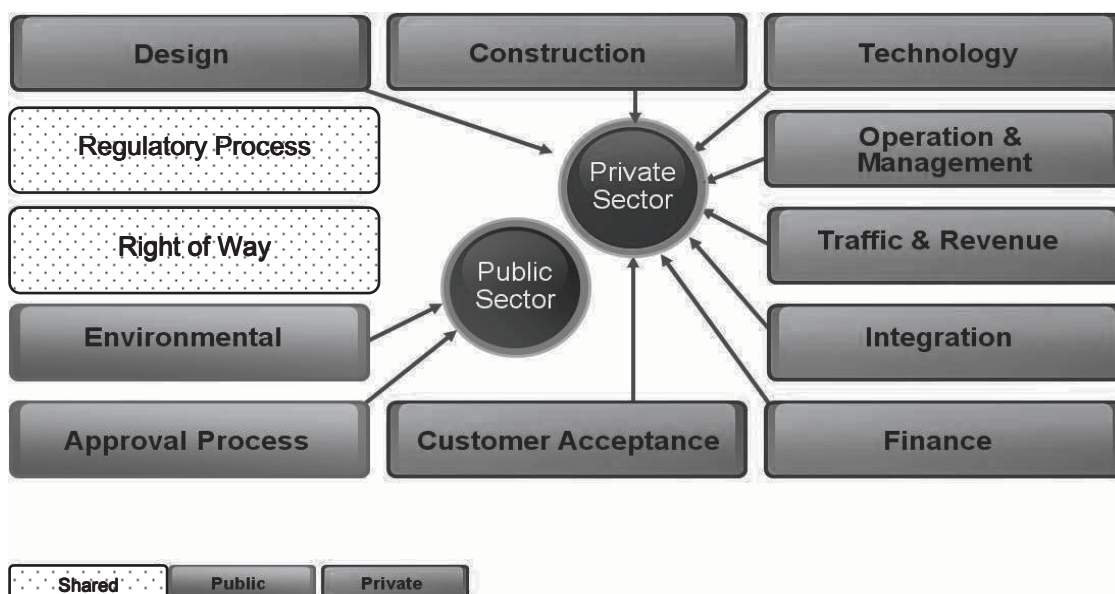 Design
Construction
Technology
Regulatory Process
Private
Sector
Operation &
Management
Right of Way
Public
Sector
Traffic & Revenue
Environmental
Integration
Approval Process
Customer Acceptance
Finance
Shared
Public
Private